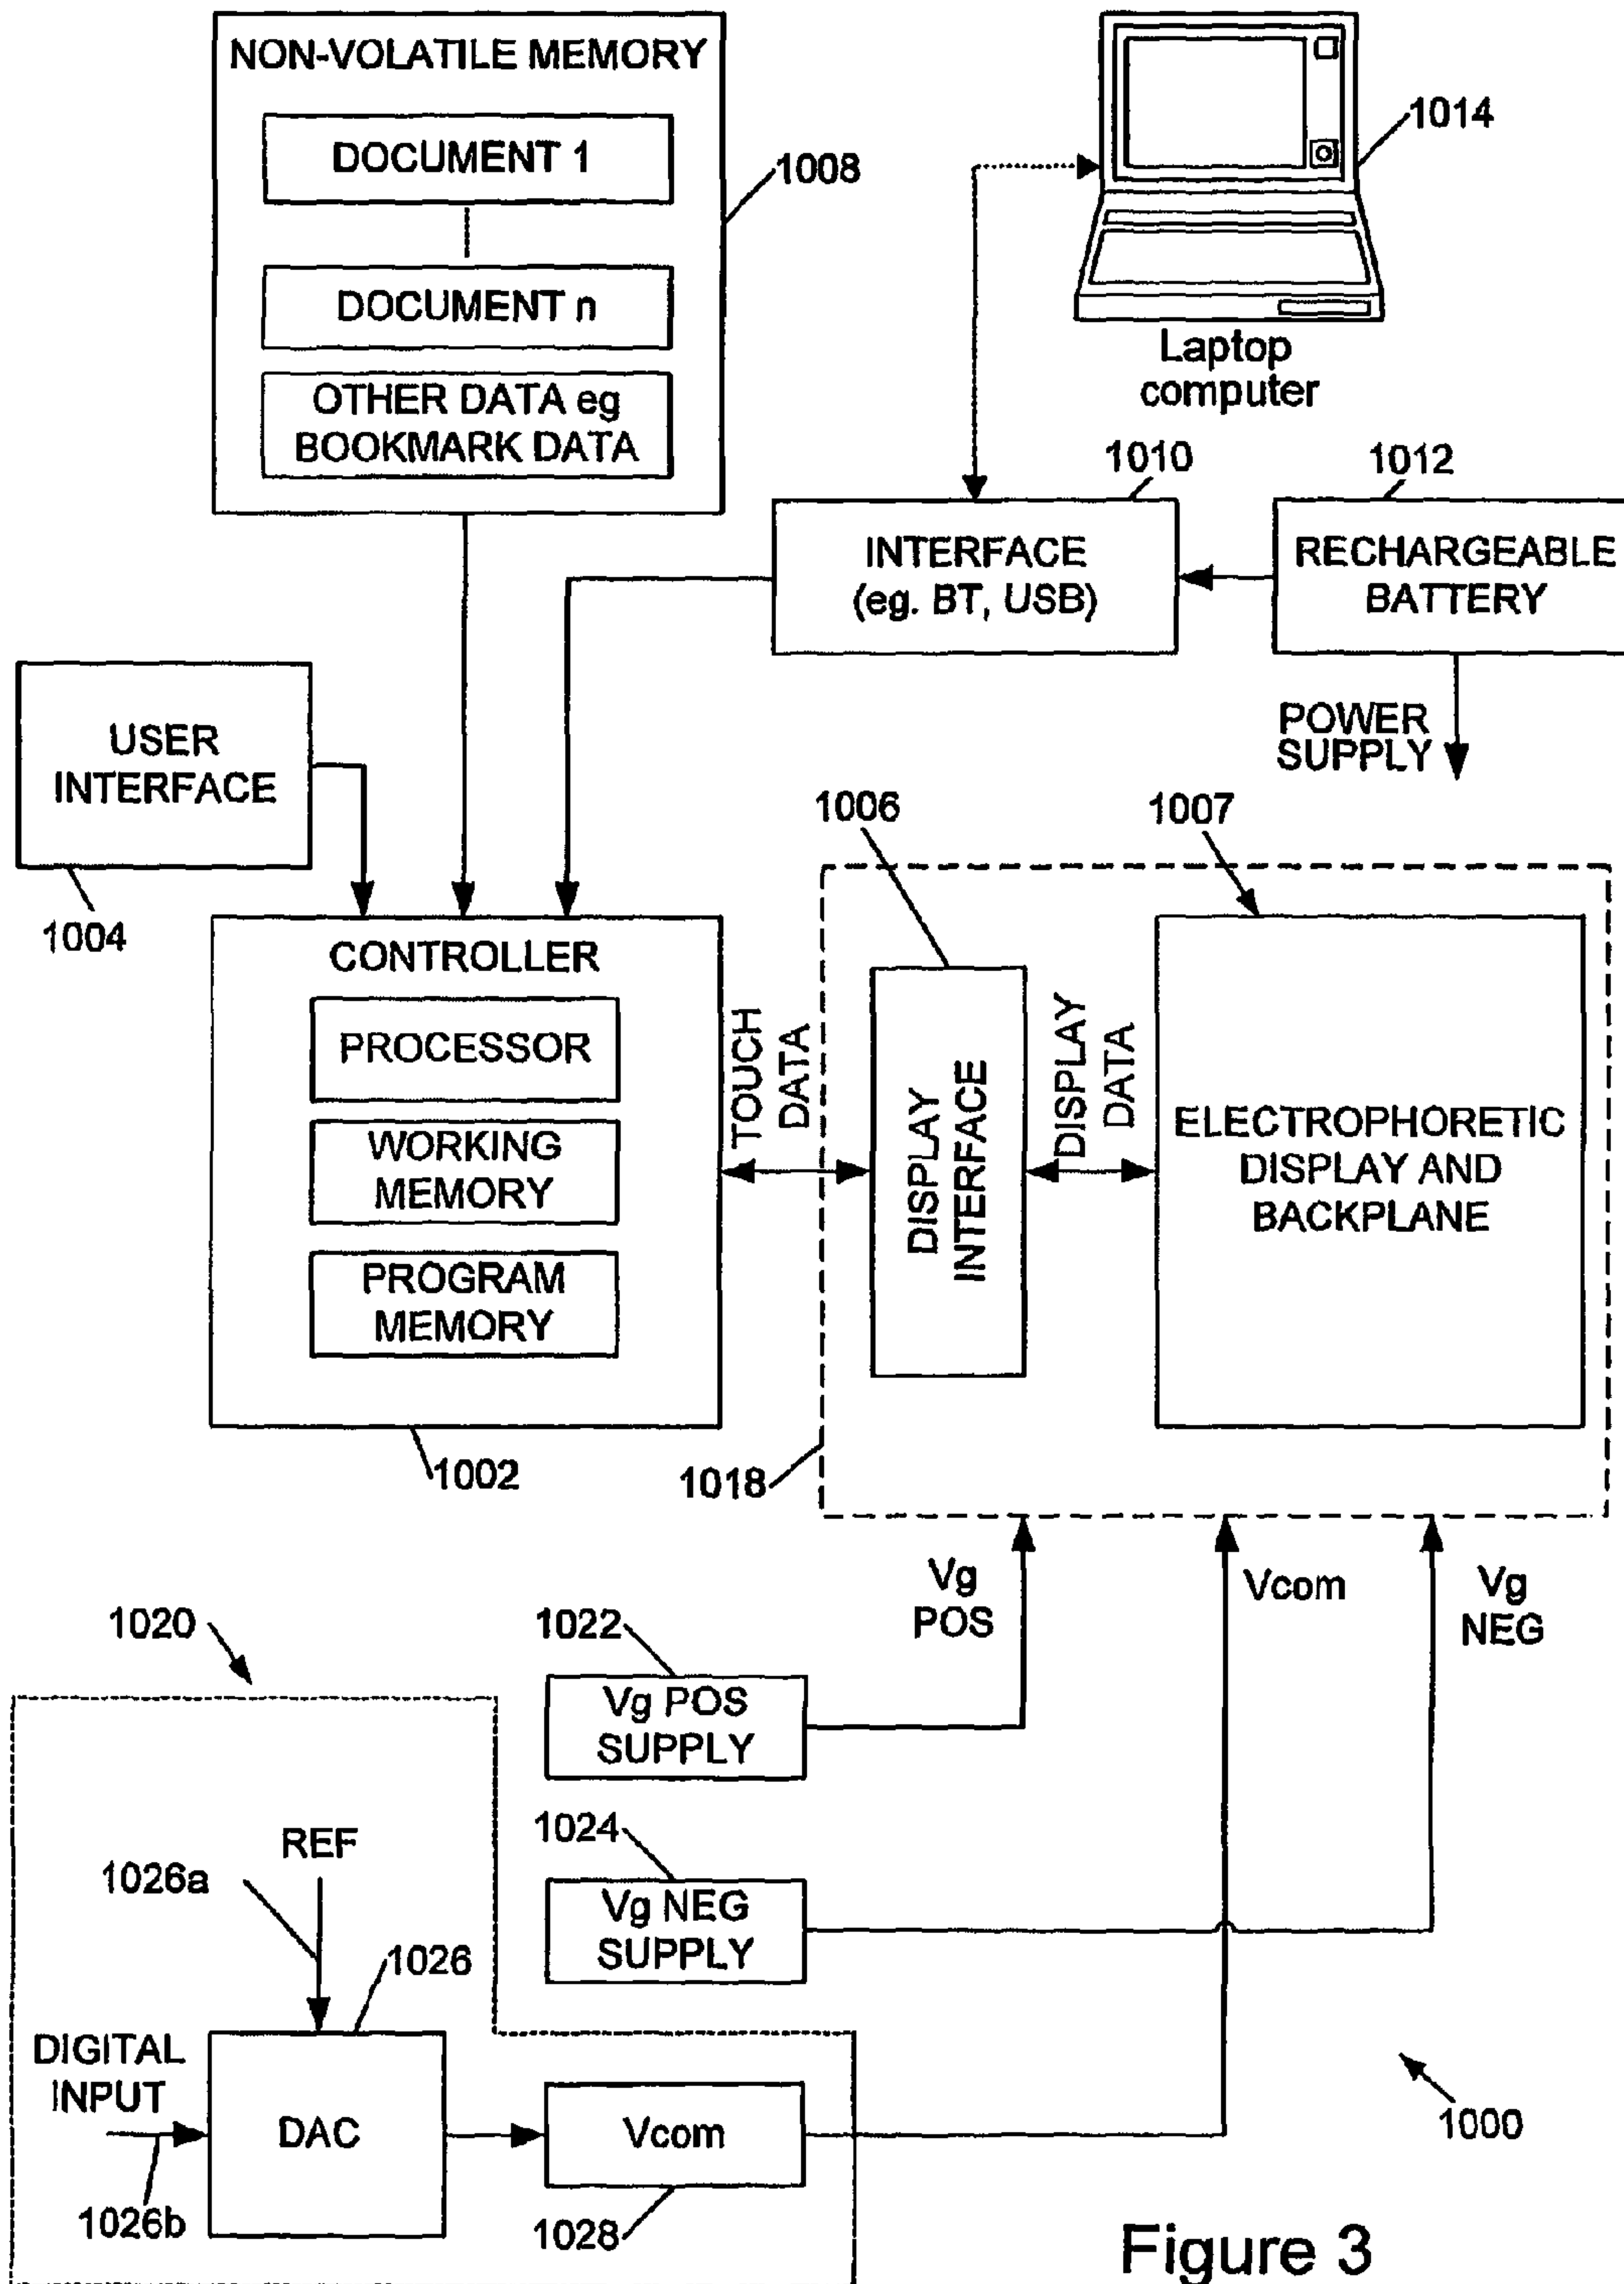 NON-VOLATILE MEMORY
DOCUMENT 1
DOCUMENT n
OTHER DATA eg
BOOKMARK DATA
1008
1014
Laptop
computer
1010
1012
INTERFACE
(eg. BT, USB)
RECHARGEABLE
BATTERY
POWER
SUPPLY
USER
INTERFACE
1004
1006
1007
CONTROLLER
PROCESSOR
WORKING
MEMORY
PROGRAM
MEMORY
1002
TOUCH
DATA
DISPLAY
INTERFACE
DISPLAY
DATA
ELECTROPHORETIC
DISPLAY AND
BACKPLANE
1018
Vg
POS
Vcom
Vg
NEG
1020
1022
Vg POS
SUPPLY
1024
Vg NEG
SUPPLY
REF
1026a
1026
DIGITAL
INPUT
DAC
Vcom
1026b
1028
1000
Figure 3